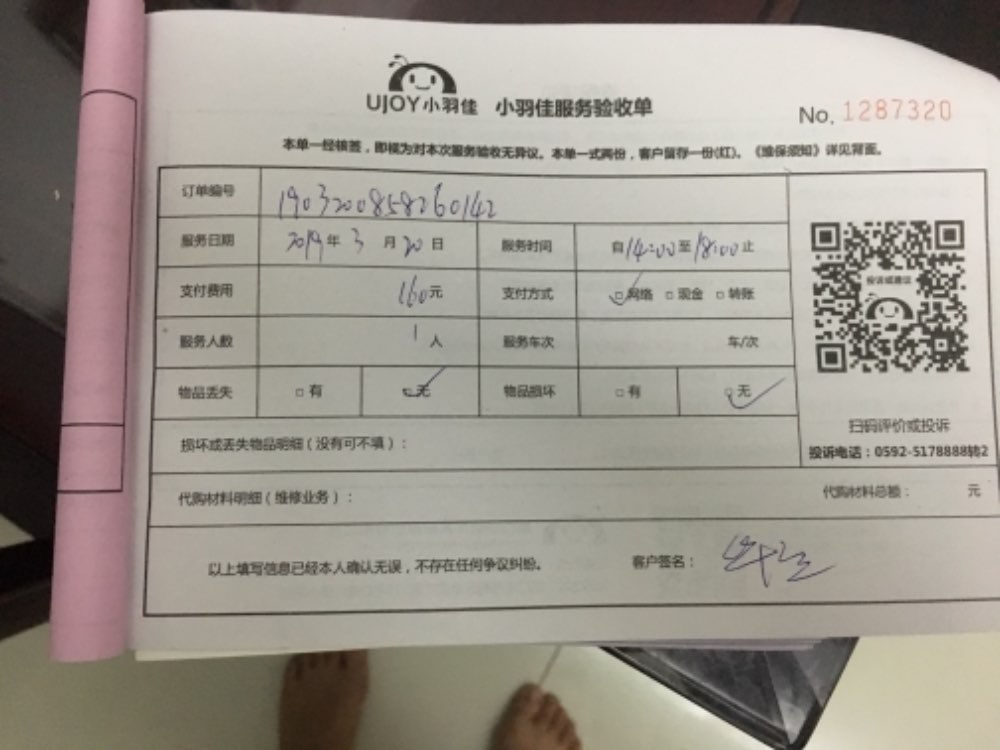 UJOY小羽佳 小羽佳服务验收单
No. 1287320
本单一经核签，即视为对本次服务验收无异议。本单一式两份，客户留存一份(红)。《维保须知》详见背面。
订单编号 1903200858260142
服务日期 2019年 3 月 20 日 服务时间 自14:00至18:00止
支付费用 160元 支付方式 □网络 □现金 □转账
服务人数 1 人 服务车次 车/次
物品丢失 □有 □无 物品损坏 □有 □无
投诉或建议
扫码评价或投诉
投诉电话：0592-5178888转2
损坏或丢失物品明细（没有可不填）：
代购材料明细（维修业务）： 代购材料总额： 元
以上填写信息已经本人确认无误，不存在任何争议纠纷。 客户签名：